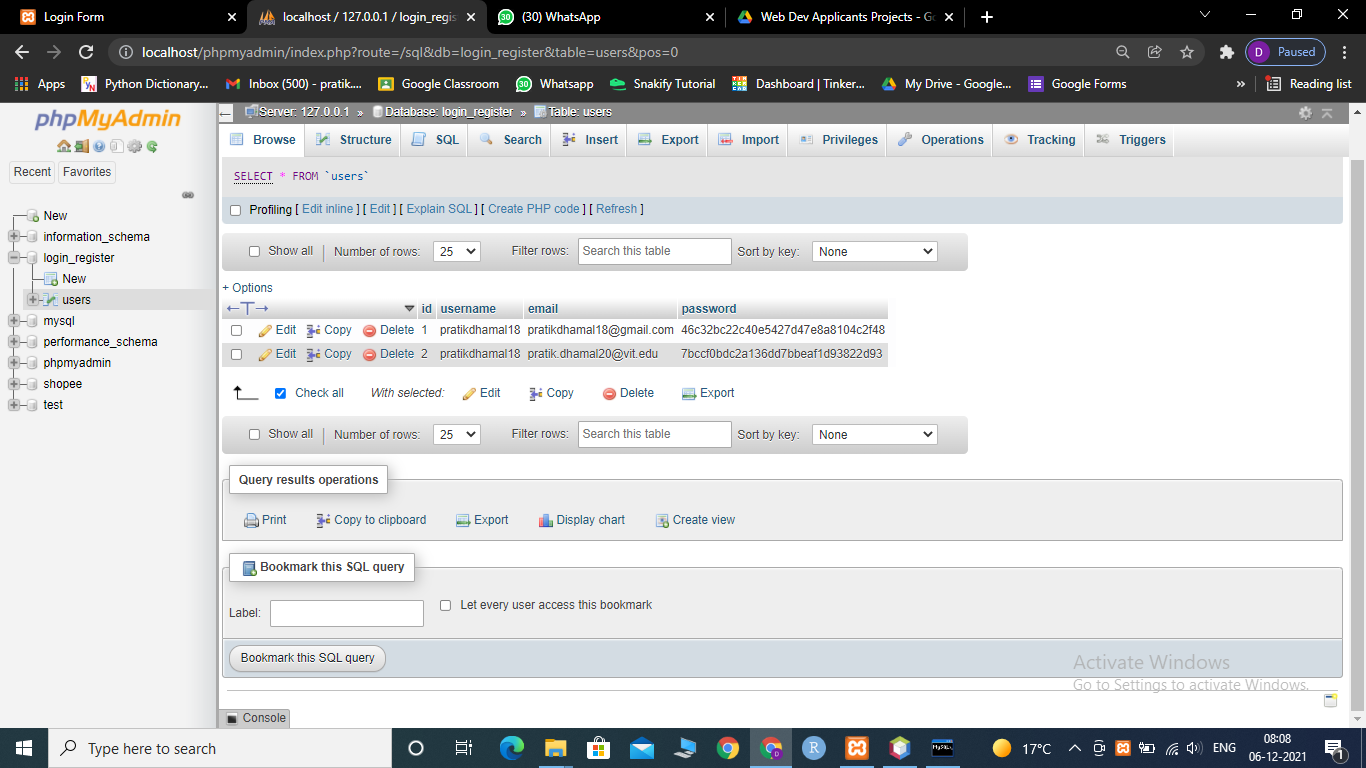 Login Form
localhost / 127.0.0.1 / login_regis
(30) WhatsApp
Web Dev Applicants Projects - Go
localhost/phpmyadmin/index.php?route=/sql&db=login_register&table=users&pos=0
D Paused
Apps Python Dictionary... Inbox (500) - pratik.... Google Classroom 30 Whatsapp Snakify Tutorial Dashboard | Tinker... My Drive - Google... Google Forms » Reading list
phpMyAdmin
Recent Favorites
New
information_schema
login_register
New
users
mysql
performance_schema
phpmyadmin
shopee
test
Server: 127.0.0.1 » Database: login_register » Table: users
Browse Structure SQL Search Insert Export Import Privileges Operations Tracking Triggers
SELECT * FROM `users`
Profiling [ Edit inline ] [ Edit ] [ Explain SQL ] [ Create PHP code ] [ Refresh ]
Show all Number of rows: 25 Filter rows: Search this table Sort by key: None
+ Options
←T→ id username email password
Edit Copy Delete 1 pratikdhamal18 pratikdhamal18@gmail.com 46c32bc22c40e5427d47e8a8104c2f48
Edit Copy Delete 2 pratikdhamal18 pratik.dhamal20@vit.edu 7bccf0bdc2a136dd7bbeaf1d93822d93
Check all With selected: Edit Copy Delete Export
Show all Number of rows: 25 Filter rows: Search this table Sort by key: None
Query results operations
Print Copy to clipboard Export Display chart Create view
Bookmark this SQL query
Label: Let every user access this bookmark
Bookmark this SQL query
Activate Windows
Go to Settings to activate Windows.
Console
Type here to search
R
MySQL
17°C
ENG
08:08
06-12-2021
1